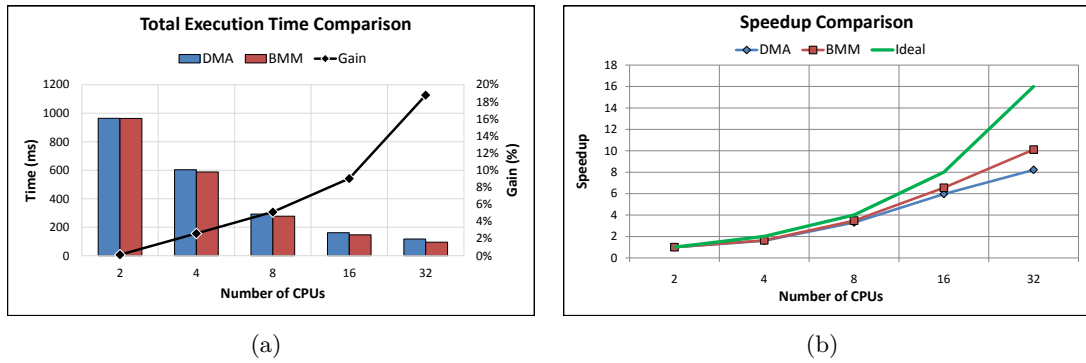 Total Execution Time Comparison
DMA BMM Gain
1200
1000
800
600
400
200
0
Time (ms)
20%
18%
16%
14%
12%
10%
8%
6%
4%
2%
0%
Gain (%)
2 4 8 16 32
Number of CPUs
(a)
Speedup Comparison
DMA BMM Ideal
18
16
14
12
10
8
6
4
2
0
Speedup
2 4 8 16 32
Number of CPUs
(b)